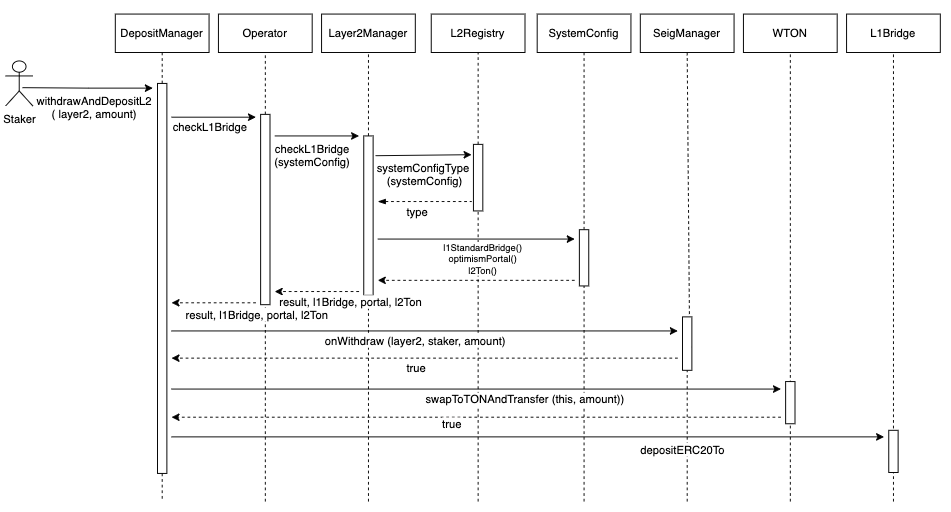 DepositManager
Operator
Layer2Manager
L2Registry
SystemConfig
SeigManager
WTON
L1Bridge
Staker
withdrawAndDepositL2
( layer2, amount)
checkL1Bridge
checkL1Bridge
(systemConfig)
systemConfigType
(systemConfig)
type
l1StandardBridge()
optimismPortal()
l2Ton()
result, l1Bridge, portal, l2Ton
result, l1Bridge, portal, l2Ton
onWithdraw (layer2, staker, amount)
true
swapToTONAndTransfer (this, amount))
true
depositERC20To